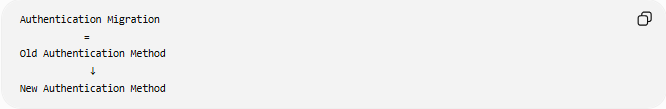 Authentication Migration
=
Old Authentication Method
↓
New Authentication Method